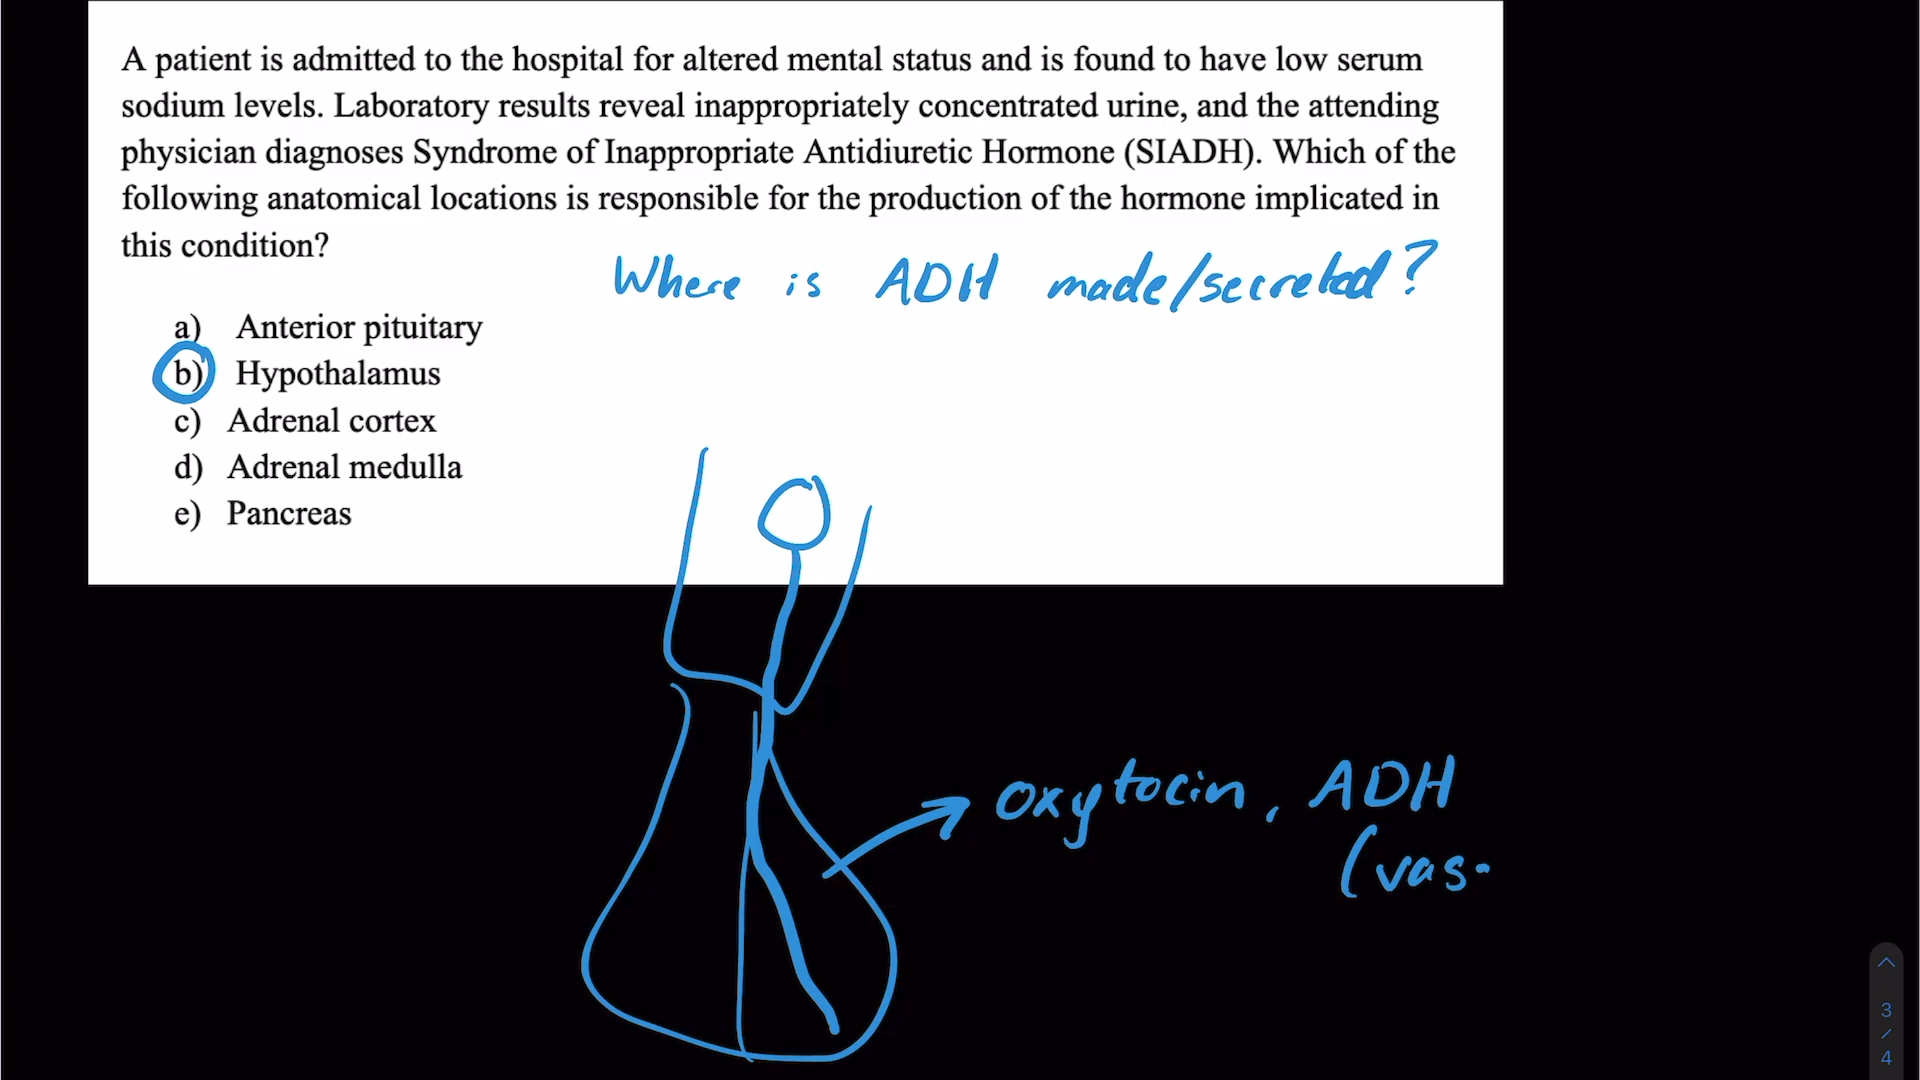 A patient is admitted to the hospital for altered mental status and is found to have low serum
sodium levels. Laboratory results reveal inappropriately concentrated urine, and the attending
physician diagnoses Syndrome of Inappropriate Antidiuretic Hormone (SIADH). Which of the
following anatomical locations is responsible for the production of the hormone implicated in
this condition?
Where is ADH made/secreted?
a) Anterior pituitary
b) Hypothalamus
c) Adrenal cortex
d) Adrenal medulla
e) Pancreas
oxytocin, ADH
(vas-
3
/
4